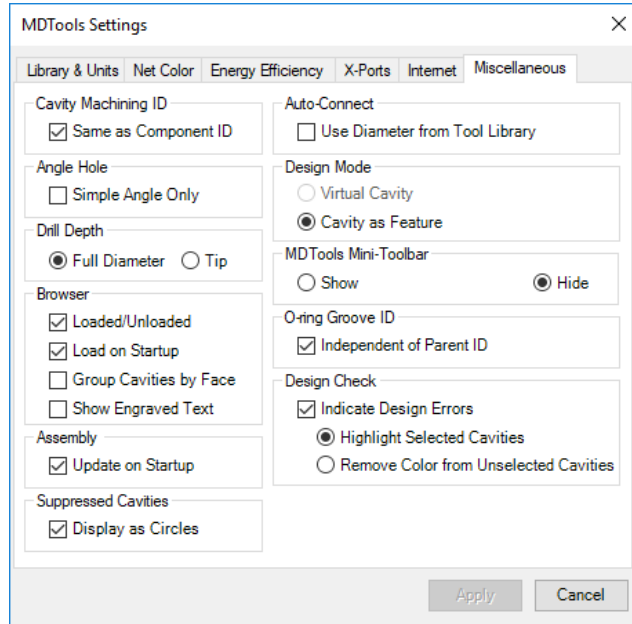 MDTools Settings
Library & Units Net Color Energy Efficiency X-Ports Internet Miscellaneous
Cavity Machining ID
Same as Component ID
Angle Hole
Simple Angle Only
Drill Depth
Full Diameter Tip
Browser
Loaded/Unloaded
Load on Startup
Group Cavities by Face
Show Engraved Text
Assembly
Update on Startup
Suppressed Cavities
Display as Circles
Auto-Connect
Use Diameter from Tool Library
Design Mode
Virtual Cavity
Cavity as Feature
MDTools Mini-Toolbar
Show Hide
O-ring Groove ID
Independent of Parent ID
Design Check
Indicate Design Errors
Highlight Selected Cavities
Remove Color from Unselected Cavities
Apply Cancel